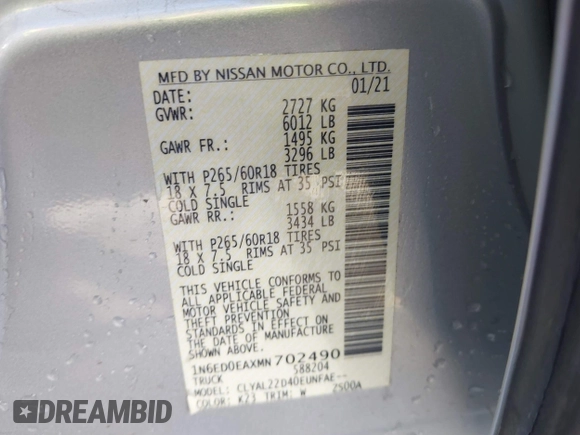 MFD BY NISSAN MOTOR CO., LTD.
DATE: 01/21
GVWR: 2727 KG
6012 LB
GAWR FR.: 1495 KG
3296 LB
WITH P265/60R18 TIRES
18 X 7.5 RIMS AT 35 PSI
COLD SINGLE
GAWR RR.: 1558 KG
3434 LB
WITH P265/60R18 TIRES
18 X 7.5 RIMS AT 35 PSI
COLD SINGLE
THIS VEHICLE CONFORMS TO
ALL APPLICABLE FEDERAL
MOTOR VEHICLE SAFETY AND
THEFT PREVENTION
STANDARDS IN EFFECT ON
THE DATE OF MANUFACTURE
SHOWN ABOVE.
1N6ED0EAXMN702490
TRUCK 588204
MODEL: CLYAL22D40EUNFAE--
COLOR: K23 TRIM: W 2500A
DREAMBID
.COM